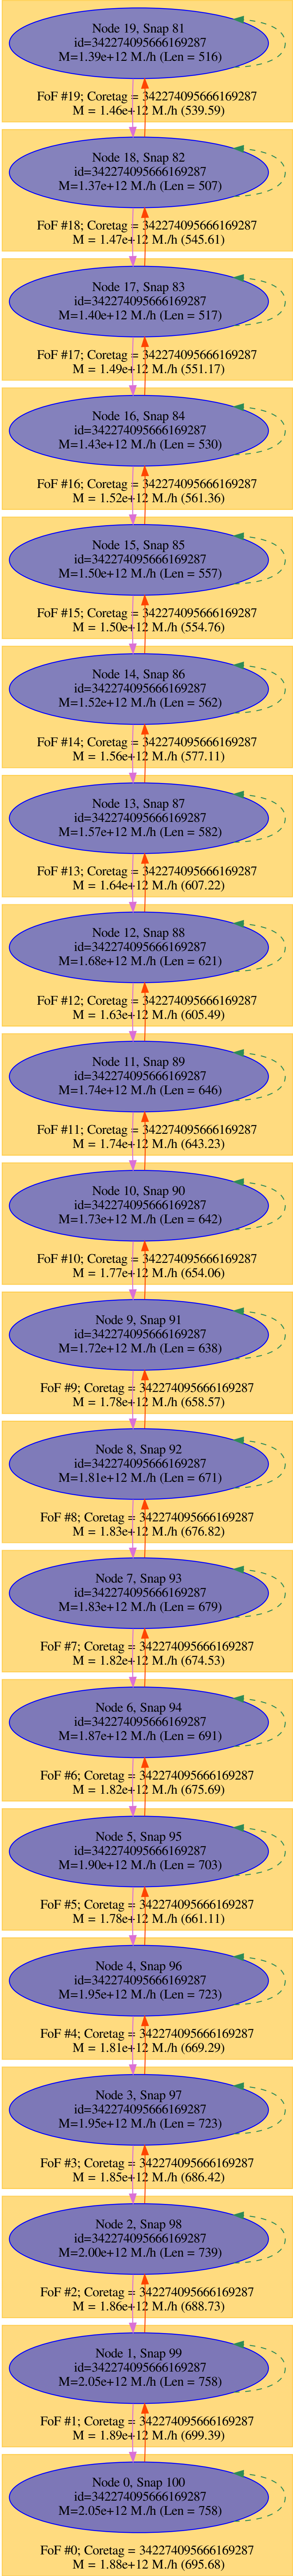 Node 19, Snap 81
id=342274095666169287
M=1.39e+12 M./h (Len = 516)
FoF #19; Coretag = 342274095666169287
M = 1.46e+12 M./h (539.59)
Node 18, Snap 82
id=342274095666169287
M=1.37e+12 M./h (Len = 507)
FoF #18; Coretag = 342274095666169287
M = 1.47e+12 M./h (545.61)
Node 17, Snap 83
id=342274095666169287
M=1.40e+12 M./h (Len = 517)
FoF #17; Coretag = 342274095666169287
M = 1.49e+12 M./h (551.17)
Node 16, Snap 84
id=342274095666169287
M=1.43e+12 M./h (Len = 530)
FoF #16; Coretag = 342274095666169287
M = 1.52e+12 M./h (561.36)
Node 15, Snap 85
id=342274095666169287
M=1.50e+12 M./h (Len = 557)
FoF #15; Coretag = 342274095666169287
M = 1.50e+12 M./h (554.76)
Node 14, Snap 86
id=342274095666169287
M=1.52e+12 M./h (Len = 562)
FoF #14; Coretag = 342274095666169287
M = 1.56e+12 M./h (577.11)
Node 13, Snap 87
id=342274095666169287
M=1.57e+12 M./h (Len = 582)
FoF #13; Coretag = 342274095666169287
M = 1.64e+12 M./h (607.22)
Node 12, Snap 88
id=342274095666169287
M=1.68e+12 M./h (Len = 621)
FoF #12; Coretag = 342274095666169287
M = 1.63e+12 M./h (605.49)
Node 11, Snap 89
id=342274095666169287
M=1.74e+12 M./h (Len = 646)
FoF #11; Coretag = 342274095666169287
M = 1.74e+12 M./h (643.23)
Node 10, Snap 90
id=342274095666169287
M=1.73e+12 M./h (Len = 642)
FoF #10; Coretag = 342274095666169287
M = 1.77e+12 M./h (654.06)
Node 9, Snap 91
id=342274095666169287
M=1.72e+12 M./h (Len = 638)
FoF #9; Coretag = 342274095666169287
M = 1.78e+12 M./h (658.57)
Node 8, Snap 92
id=342274095666169287
M=1.81e+12 M./h (Len = 671)
FoF #8; Coretag = 342274095666169287
M = 1.83e+12 M./h (676.82)
Node 7, Snap 93
id=342274095666169287
M=1.83e+12 M./h (Len = 679)
FoF #7; Coretag = 342274095666169287
M = 1.82e+12 M./h (674.53)
Node 6, Snap 94
id=342274095666169287
M=1.87e+12 M./h (Len = 691)
FoF #6; Coretag = 342274095666169287
M = 1.82e+12 M./h (675.69)
Node 5, Snap 95
id=342274095666169287
M=1.90e+12 M./h (Len = 703)
FoF #5; Coretag = 342274095666169287
M = 1.78e+12 M./h (661.11)
Node 4, Snap 96
id=342274095666169287
M=1.95e+12 M./h (Len = 723)
FoF #4; Coretag = 342274095666169287
M = 1.81e+12 M./h (669.29)
Node 3, Snap 97
id=342274095666169287
M=1.95e+12 M./h (Len = 723)
FoF #3; Coretag = 342274095666169287
M = 1.85e+12 M./h (686.42)
Node 2, Snap 98
id=342274095666169287
M=2.00e+12 M./h (Len = 739)
FoF #2; Coretag = 342274095666169287
M = 1.86e+12 M./h (688.73)
Node 1, Snap 99
id=342274095666169287
M=2.05e+12 M./h (Len = 758)
FoF #1; Coretag = 342274095666169287
M = 1.89e+12 M./h (699.39)
Node 0, Snap 100
id=342274095666169287
M=2.05e+12 M./h (Len = 758)
FoF #0; Coretag = 342274095666169287
M = 1.88e+12 M./h (695.68)